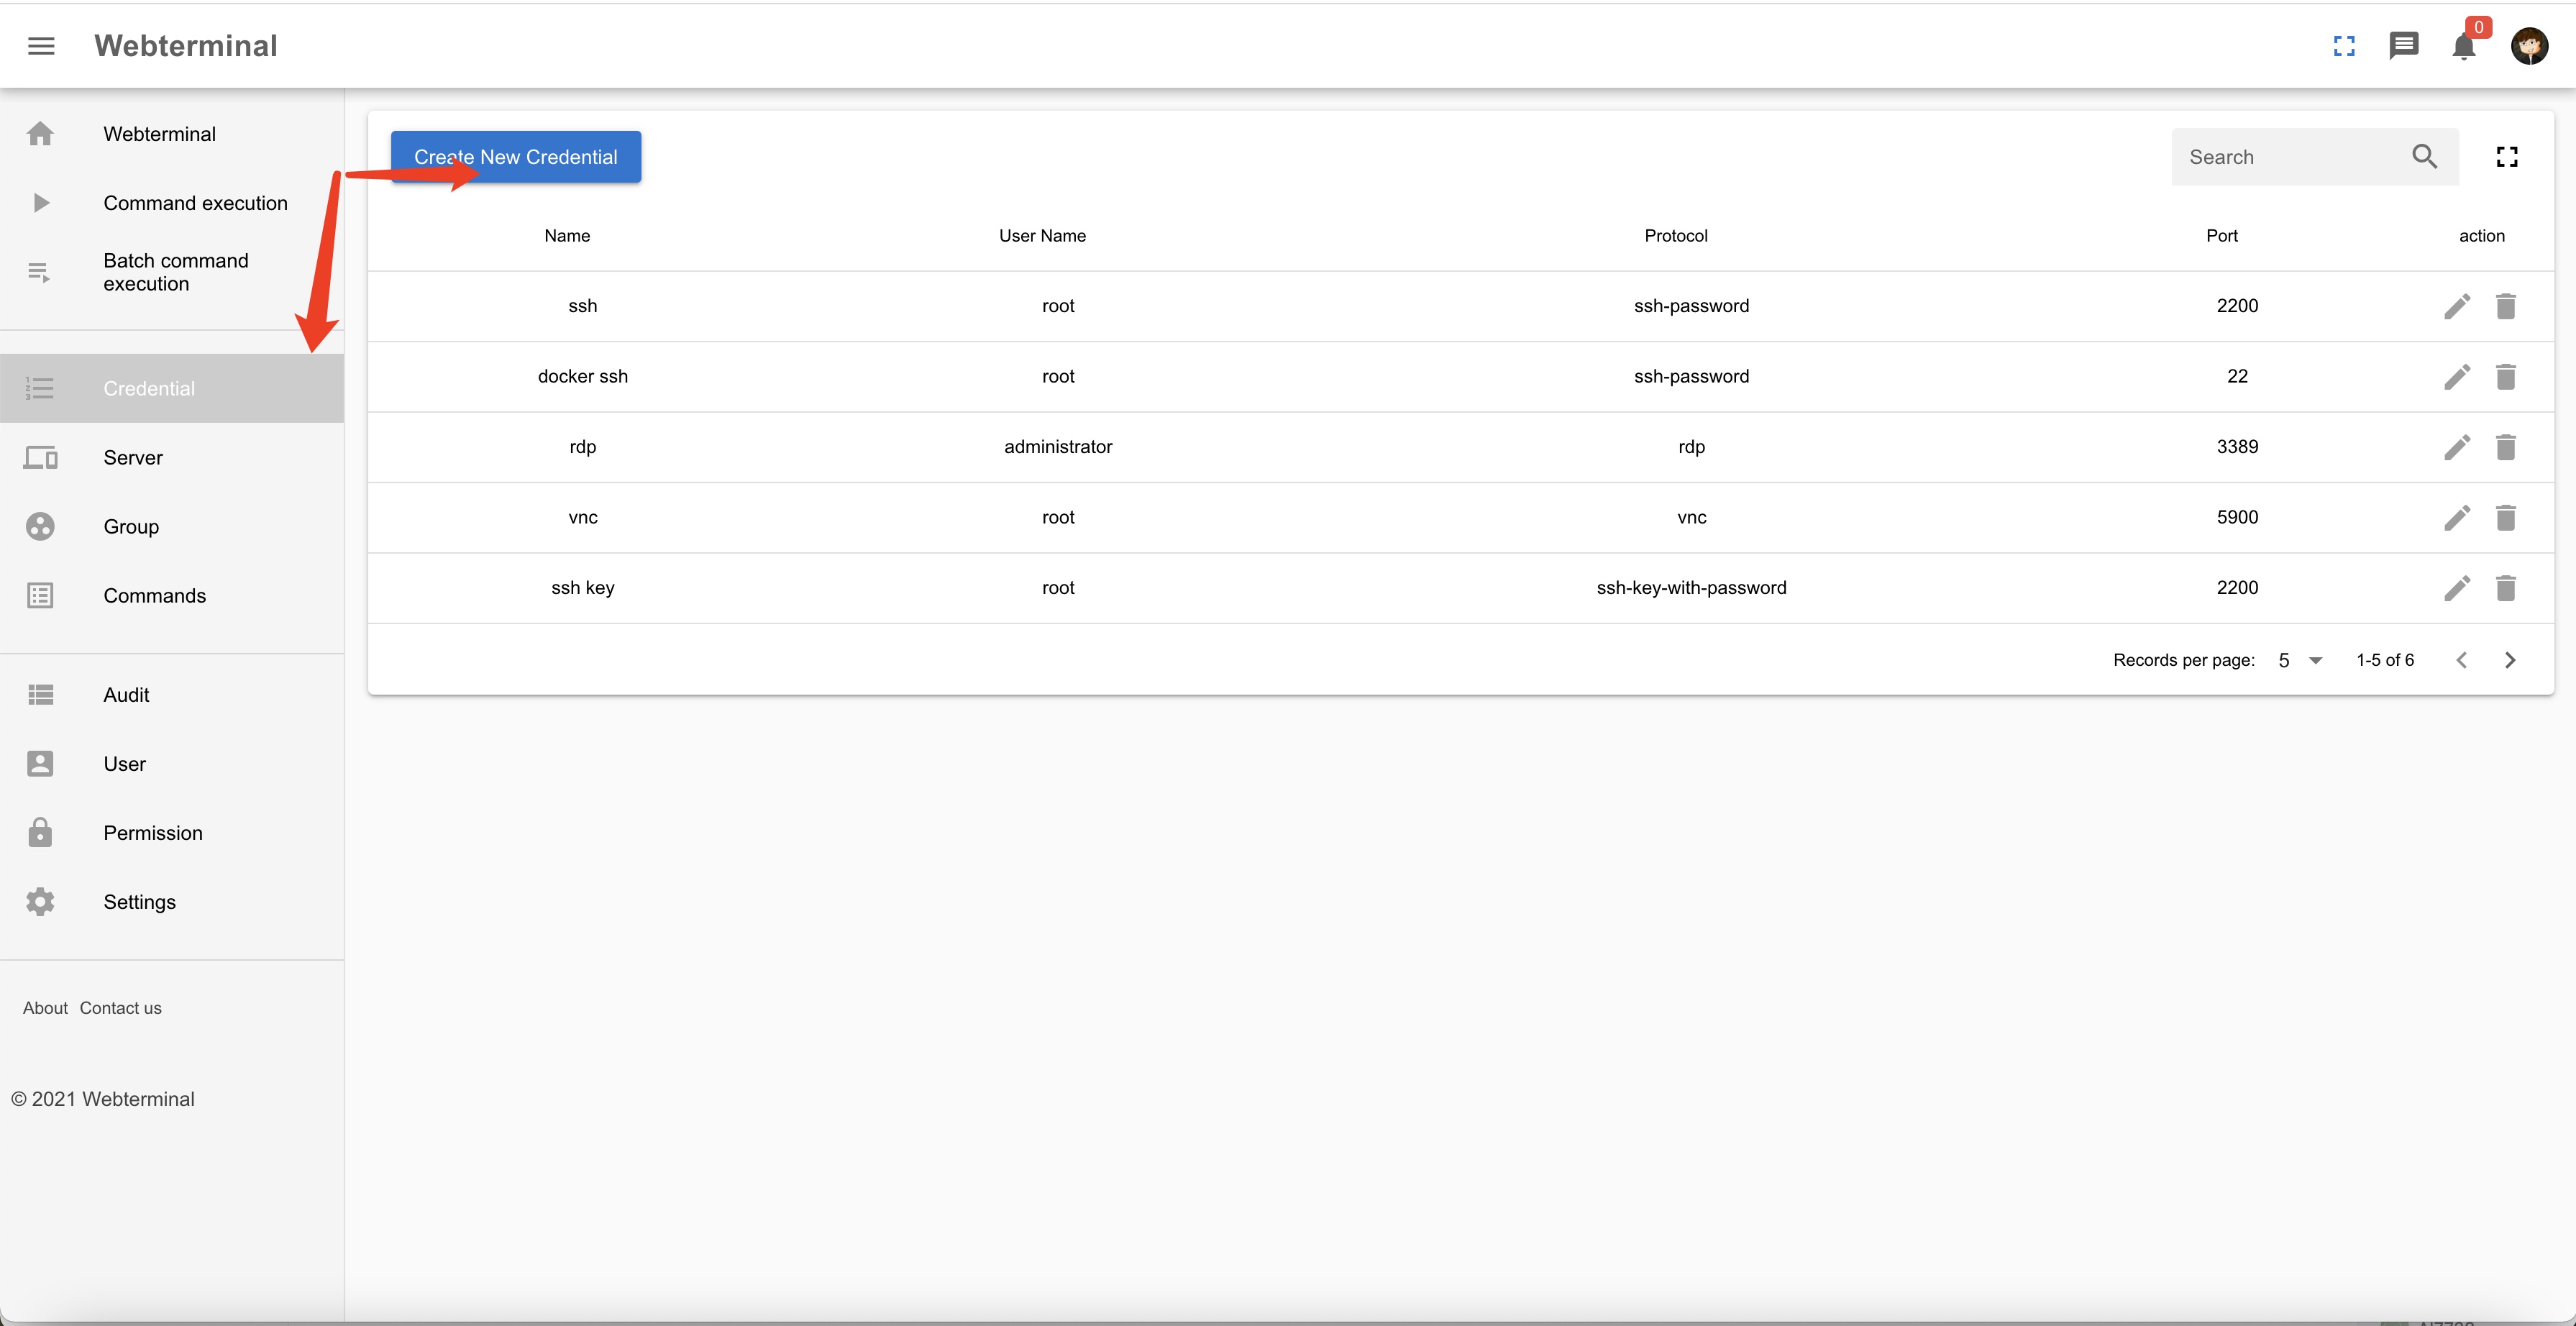 Webterminal
0
Webterminal
Command execution
Batch command
execution
Credential
Server
Group
Commands
Audit
User
Permission
Settings
About Contact us
© 2021 Webterminal
Create New Credential
Search
Name User Name Protocol Port action
ssh root ssh-password 2200
docker ssh root ssh-password 22
rdp administrator rdp 3389
vnc root vnc 5900
ssh key root ssh-key-with-password 2200
Records per page: 5 1-5 of 6